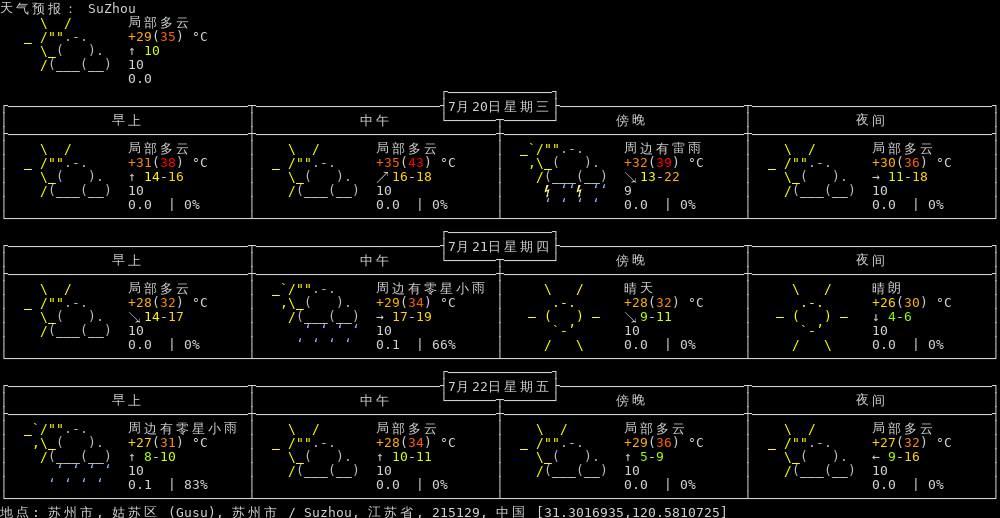 天气预报: SuZhou
局部多云
+29(35) °C
↑ 10
10
0.0
7月20日星期三
早上 中午 傍晚 夜间
局部多云 局部多云 周边有雷雨 局部多云
+31(38) °C +35(43) °C +32(39) °C +30(36) °C
↑ 14-16 ↗ 16-18 ↘ 13-22 → 11-18
10 10 9 10
0.0 | 0% 0.0 | 0% 0.0 | 0% 0.0 | 0%
7月21日星期四
早上 中午 傍晚 夜间
局部多云 周边有零星小雨 晴天 晴朗
+28(32) °C +29(34) °C +28(32) °C +26(30) °C
↘ 14-17 → 17-19 ↘ 9-11 ↓ 4-6
10 10 10 10
0.0 | 0% 0.1 | 66% 0.0 | 0% 0.0 | 0%
7月22日星期五
早上 中午 傍晚 夜间
周边有零星小雨 局部多云 局部多云 局部多云
+27(31) °C +28(34) °C +29(36) °C +27(32) °C
↑ 8-10 ↑ 10-11 ↑ 5-9 ← 9-16
10 10 10 10
0.1 | 83% 0.0 | 0% 0.0 | 0% 0.0 | 0%
地点: 苏州市, 姑苏区 (Gusu), 苏州市 / Suzhou, 江苏省, 215129, 中国 [31.3016935,120.5810725]